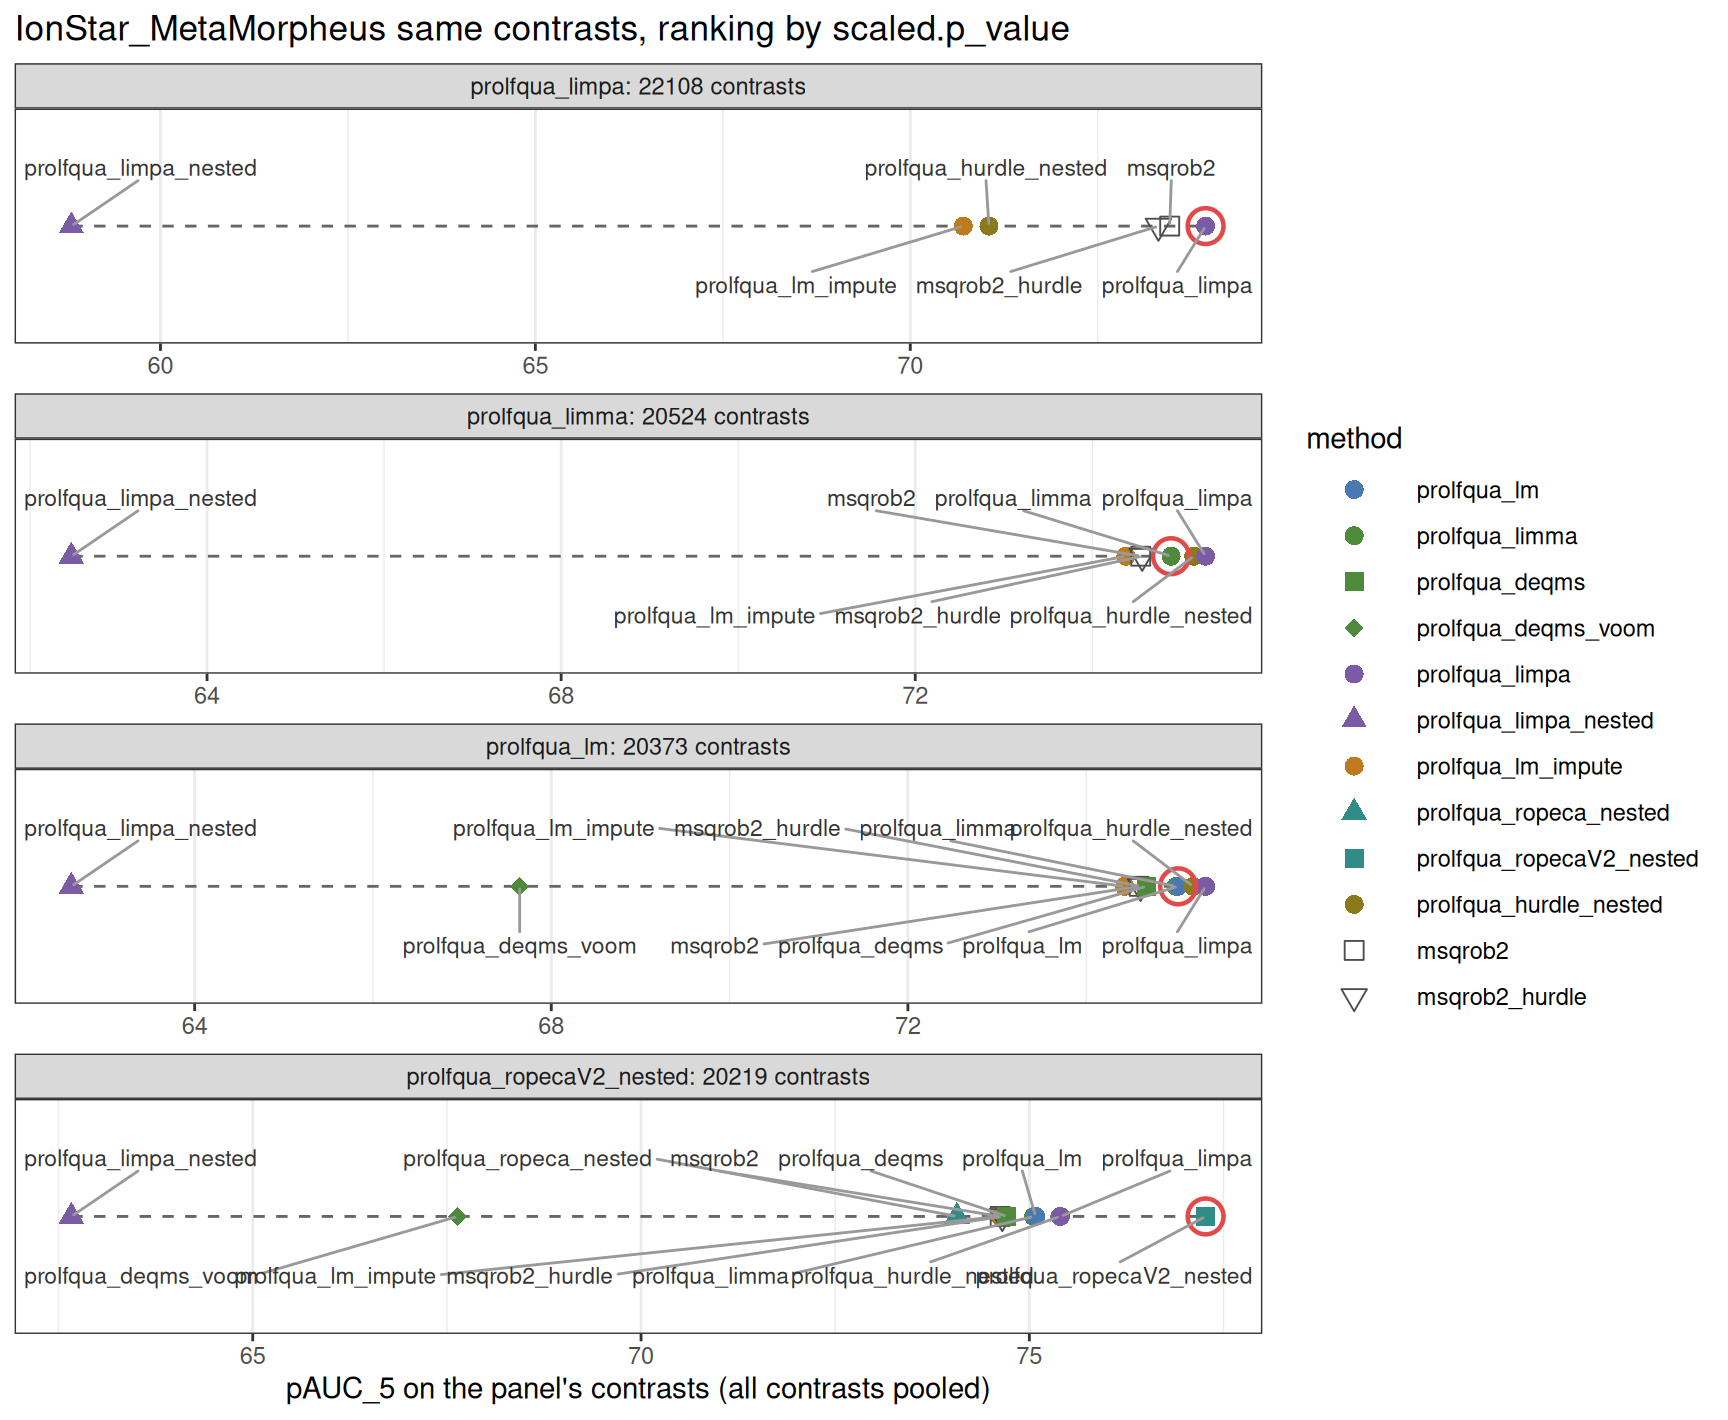 IonStar_MetaMorpheus same contrasts, ranking by scaled.p_value
prolfqua_limpa: 22108 contrasts
prolfqua_limpa_nested
prolfqua_hurdle_nested
msqrob2
prolfqua_lm_impute
msqrob2_hurdle
prolfqua_limpa
60
65
70
prolfqua_limma: 20524 contrasts
prolfqua_limpa_nested
msqrob2
prolfqua_limma
prolfqua_limpa
prolfqua_lm_impute
msqrob2_hurdle
prolfqua_hurdle_nested
64
68
72
prolfqua_lm: 20373 contrasts
prolfqua_limpa_nested
prolfqua_lm_impute
msqrob2_hurdle
prolfqua_limma
prolfqua_hurdle_nested
prolfqua_deqms_voom
msqrob2
prolfqua_deqms
prolfqua_lm
prolfqua_limpa
64
68
72
prolfqua_ropecaV2_nested: 20219 contrasts
prolfqua_limpa_nested
prolfqua_ropeca_nested
msqrob2
prolfqua_deqms
prolfqua_lm
prolfqua_limpa
prolfqua_deqms_voom
prolfqua_lm_impute
msqrob2_hurdle
prolfqua_limma
prolfqua_hurdle_nested
prolfqua_ropecaV2_nested
65
70
75
pAUC_5 on the panel's contrasts (all contrasts pooled)
method
prolfqua_lm
prolfqua_limma
prolfqua_deqms
prolfqua_deqms_voom
prolfqua_limpa
prolfqua_limpa_nested
prolfqua_lm_impute
prolfqua_ropeca_nested
prolfqua_ropecaV2_nested
prolfqua_hurdle_nested
msqrob2
msqrob2_hurdle